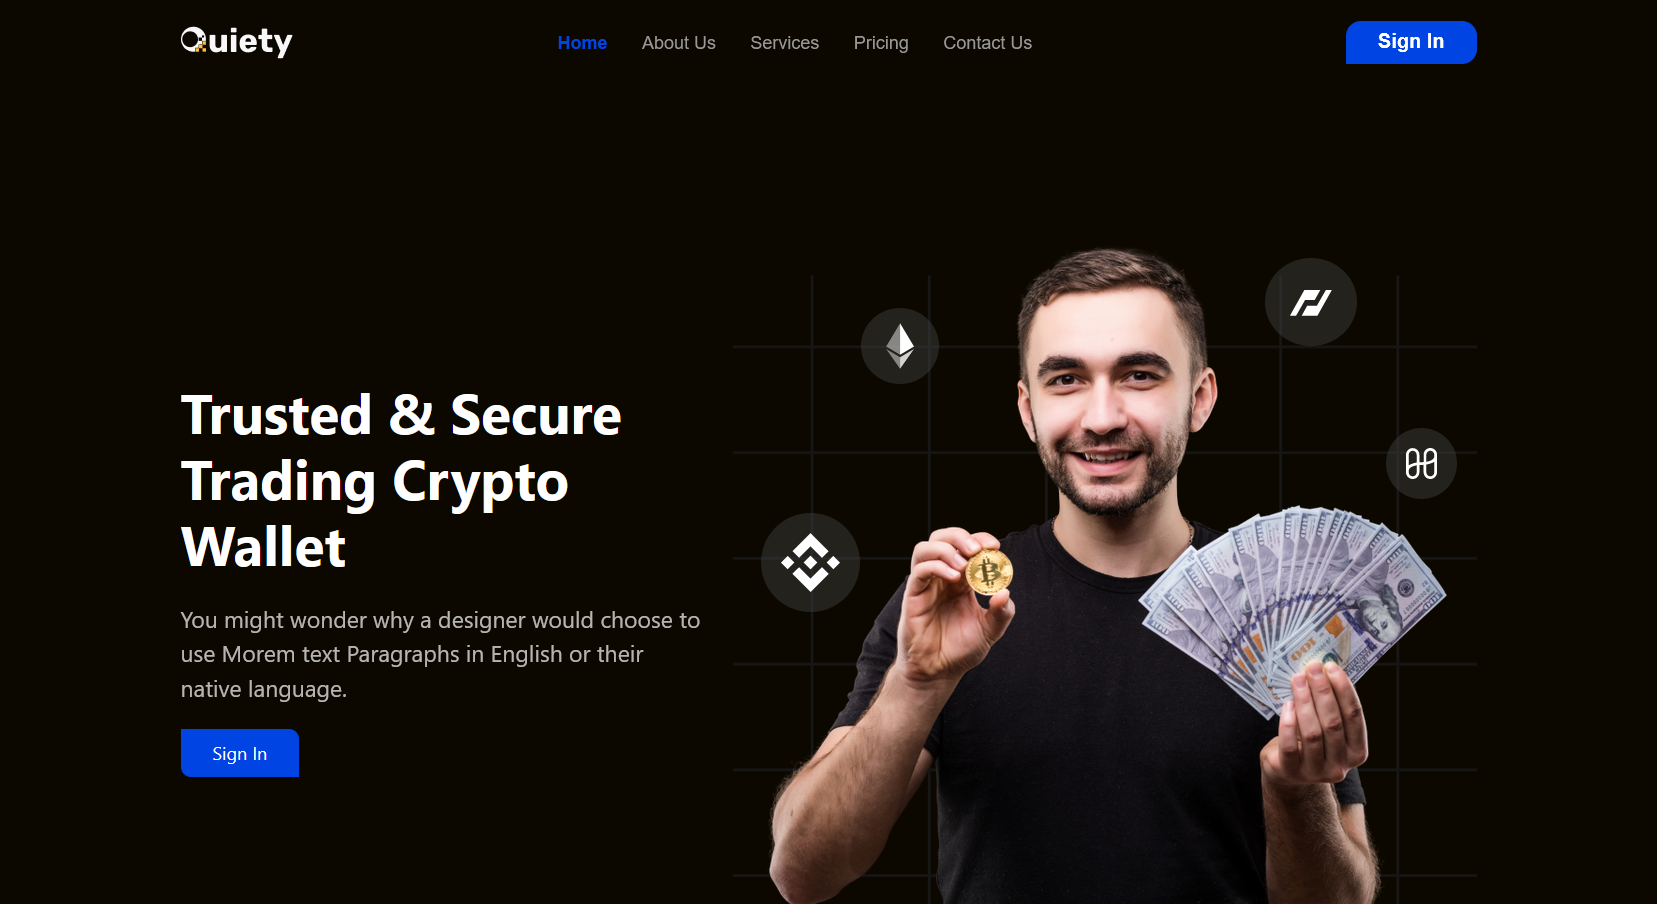 Quiety
Home
About Us
Services
Pricing
Contact Us
Sign In
Trusted & Secure
Trading Crypto
Wallet
You might wonder why a designer would choose to
use Morem text Paragraphs in English or their
native language.
Sign In
100